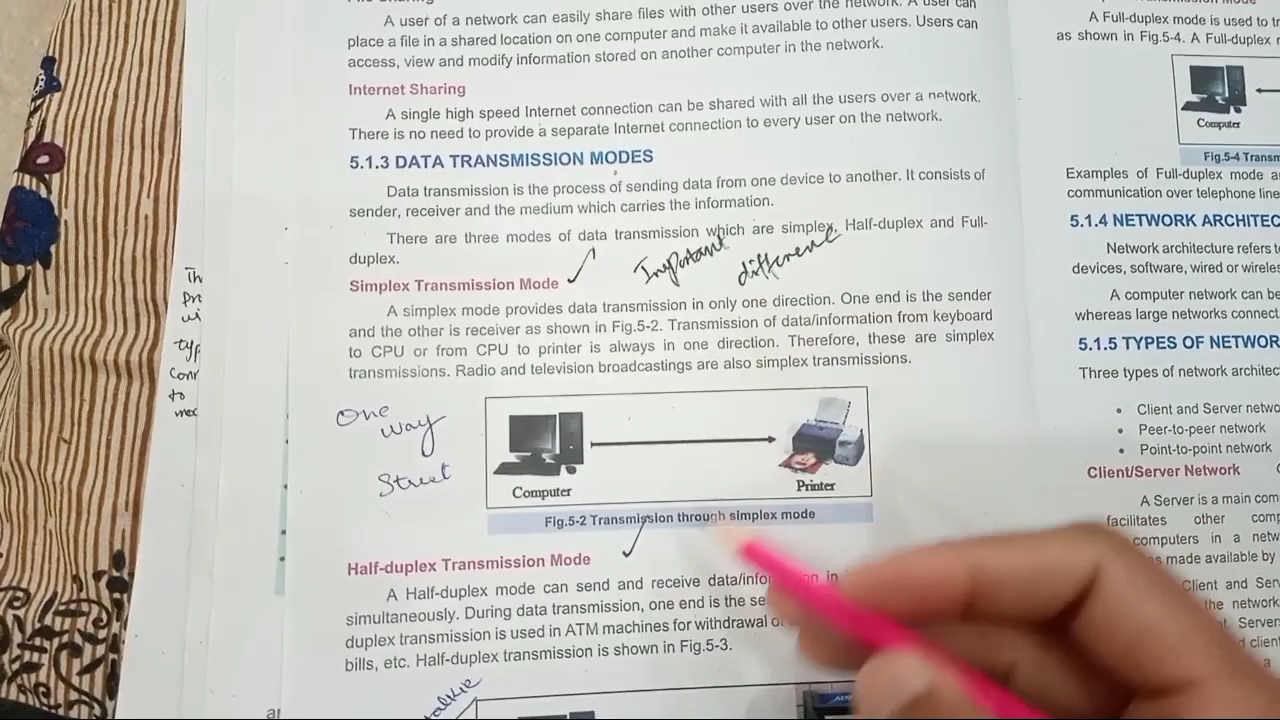 File Sharing
A user of a network can easily share files with other users over the network. A user can
place a file in a shared location on one computer and make it available to other users. Users can
access, view and modify information stored on another computer in the network.
Internet Sharing
A single high speed Internet connection can be shared with all the users over a network.
There is no need to provide a separate Internet connection to every user on the network.
5.1.3 DATA TRANSMISSION MODES
Data transmission is the process of sending data from one device to another. It consists of
sender, receiver and the medium which carries the information.
There are three modes of data transmission which are simplex, Half-duplex and Full-
duplex.
Important different
Simplex Transmission Mode
A simplex mode provides data transmission in only one direction. One end is the sender
and the other is receiver as shown in Fig.5-2. Transmission of data/information from keyboard
to CPU or from CPU to printer is always in one direction. Therefore, these are simplex
transmissions. Radio and television broadcastings are also simplex transmissions.
One
way
Street
Computer
Printer
Fig.5-2 Transmission through simplex mode
Half-duplex Transmission Mode
A Half-duplex mode can send and receive data/infor in
simultaneously. During data transmission, one end is the se
duplex transmission is used in ATM machines for withdrawal o
bills, etc. Half-duplex transmission is shown in Fig.5-3.
talkie
Th
pr
wi
typ
conr
to
A Full-duplex mode is used to t
as shown in Fig.5-4. A Full-duplex
Computer
Fig.5-4 Transm
Examples of Full-duplex mode a
communication over telephone line
5.1.4 NETWORK ARCHITEC
Network architecture refers t
devices, software, wired or wireles
A computer network can be
whereas large networks connect
5.1.5 TYPES OF NETWOR
Three types of network architec
• Client and Server netwo
• Peer-to-peer network
• Point-to-point network
Client/Server Network
A Server is a main com
facilitates other comp
computers in a netw
s made available by
Client and Ser
the network
Server
d client
a